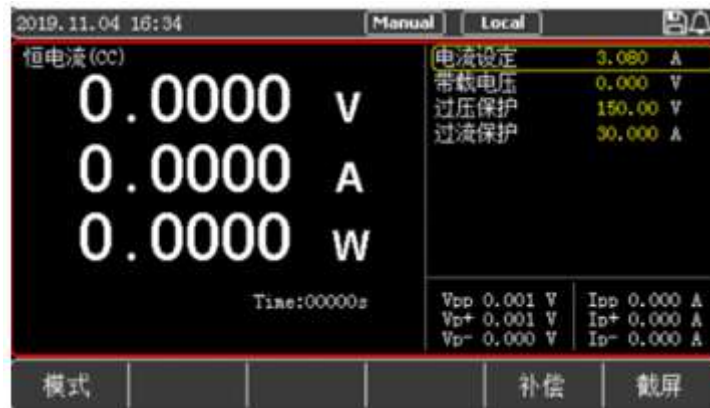 2019.11.04 16:34 Manual Local
恒电流(CC)
0.0000 V
0.0000 A
0.0000 W
Time:00000s
电流设定 3.080 A
带载电压 0.000 V
过压保护 150.00 V
过流保护 30.000 A
Vpp 0.001 V Ipp 0.000 A
Vp+ 0.001 V Ip+ 0.000 A
Vp- 0.000 V Ip- 0.000 A
模式 补偿 截屏